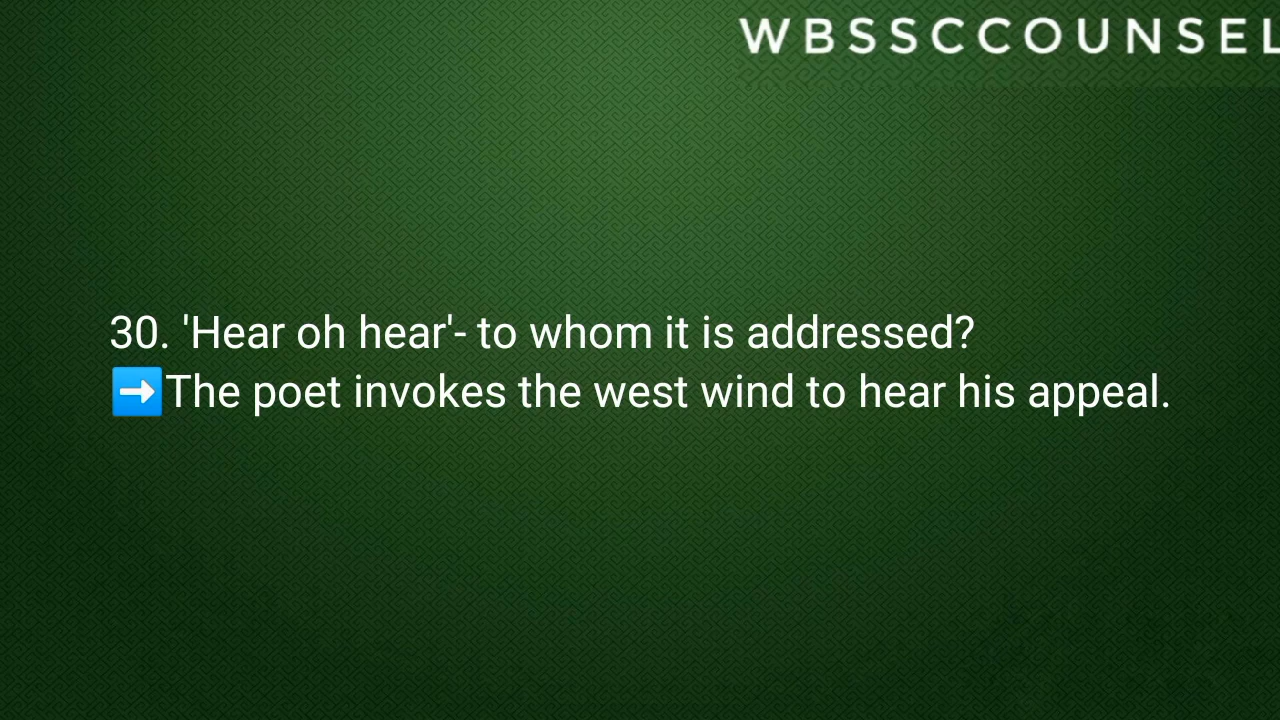 WBSSCCOUNSEL
30. 'Hear oh hear'- to whom it is addressed?
➡️The poet invokes the west wind to hear his appeal.